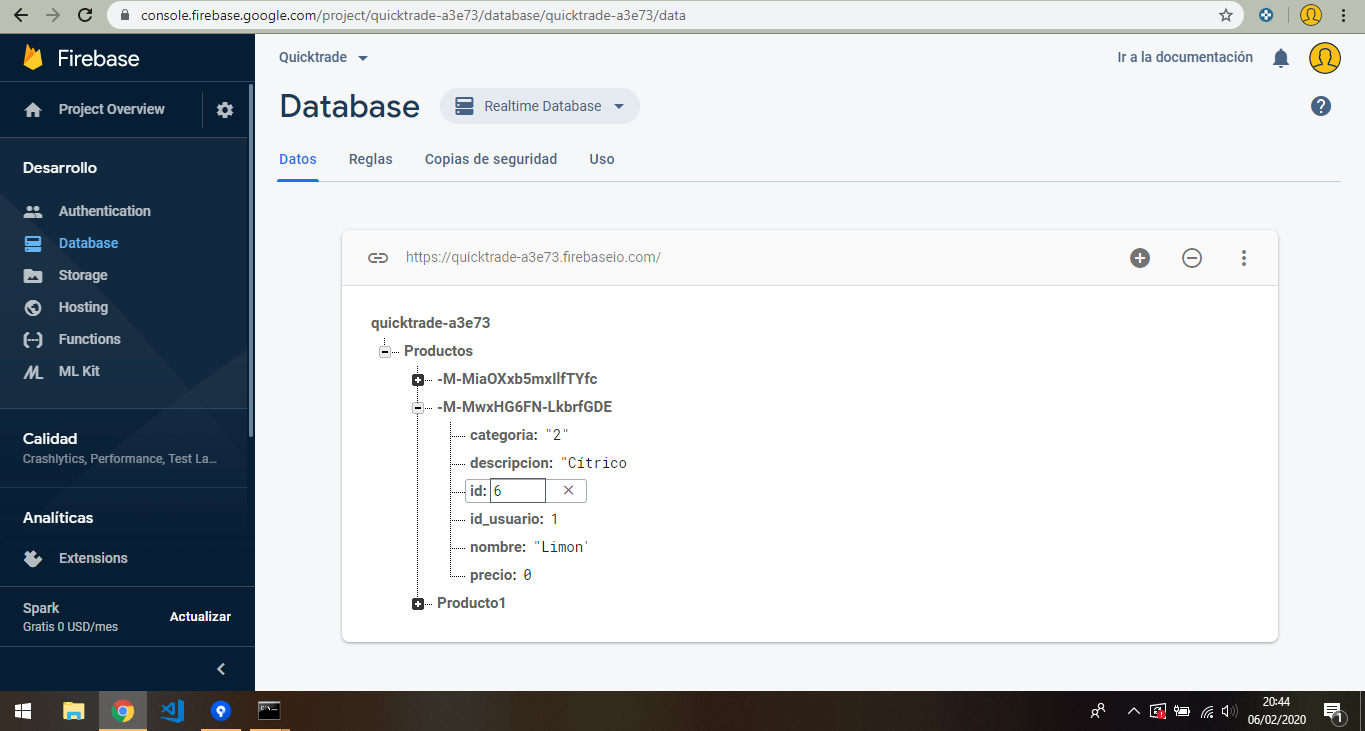 console.firebase.google.com/project/quicktrade-a3e73/database/quicktrade-a3e73/data
Firebase
Project Overview
Desarrollo
Authentication
Database
Storage
Hosting
Functions
ML Kit
Calidad
Crashlytics, Performance, Test La...
Analíticas
Extensions
Spark
Gratis 0 USD/mes
Actualizar
Quicktrade
Ir a la documentación
Database
Realtime Database
Datos
Reglas
Copias de seguridad
Uso
https://quicktrade-a3e73.firebaseio.com/
quicktrade-a3e73
Productos
-M-MiaOXxb5mxIlfTYfc
-M-MwxHG6FN-LkbrfGDE
categoria: "2"
descripcion: "Cítrico
id: 6
id_usuario: 1
nombre: "Limon'
precio: 0
Producto1
20:44
06/02/2020
1